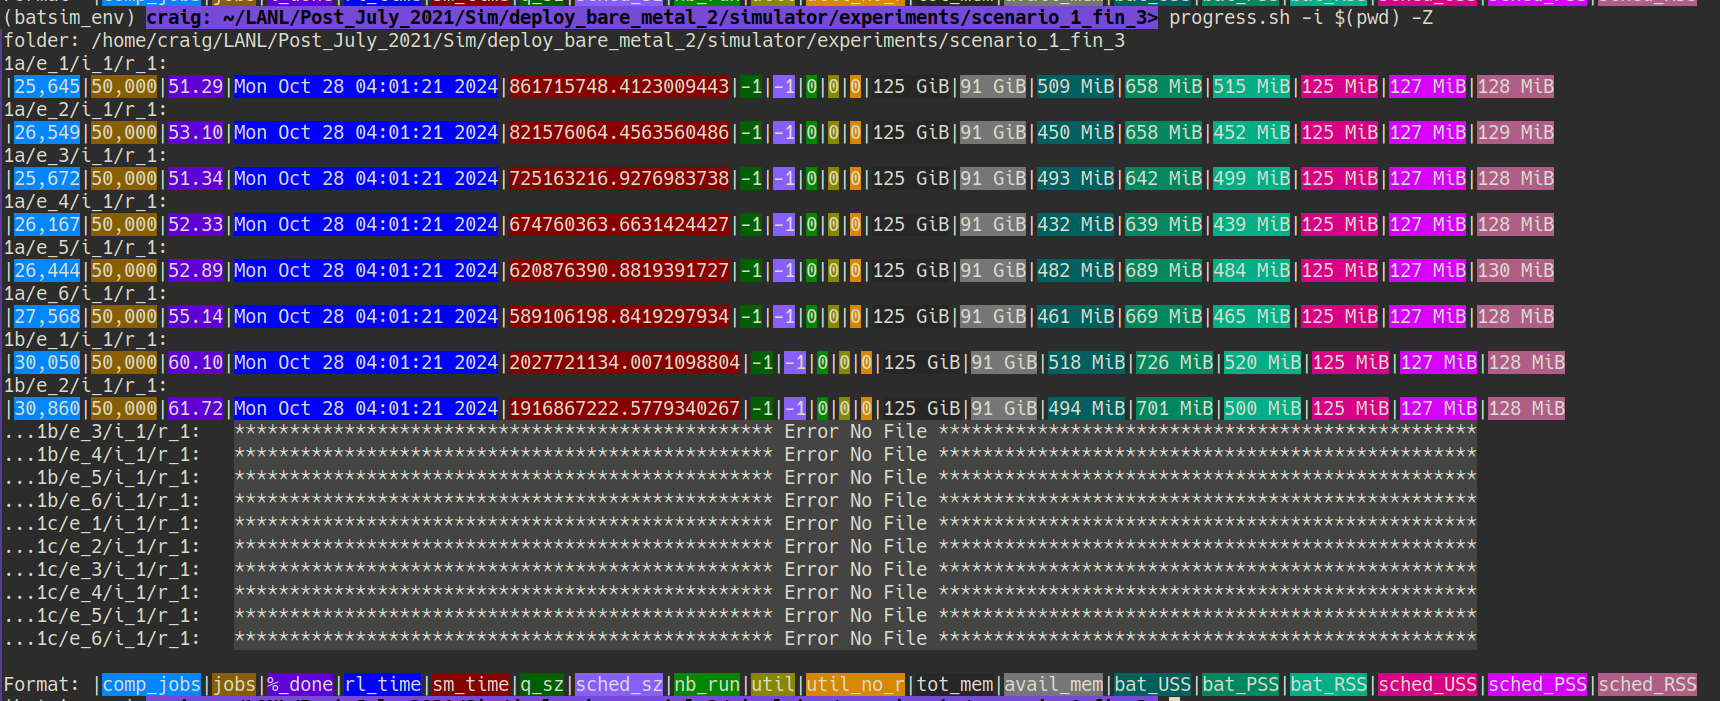 (batsim_env) craig: ~/LANL/Post_July_2021/Sim/deploy_bare_metal_2/simulator/experiments/scenario_1_fin_3> progress.sh -i $(pwd) -Z
folder: /home/craig/LANL/Post_July_2021/Sim/deploy_bare_metal_2/simulator/experiments/scenario_1_fin_3
1a/e_1/i_1/r_1:
|25,645|50,000|51.29|Mon Oct 28 04:01:21 2024|861715748.4123009443|-1|-1|0|0|0|125 GiB|91 GiB|509 MiB|658 MiB|515 MiB|125 MiB|127 MiB|128 MiB
1a/e_2/i_1/r_1:
|26,549|50,000|53.10|Mon Oct 28 04:01:21 2024|821576064.4563560486|-1|-1|0|0|0|125 GiB|91 GiB|450 MiB|658 MiB|452 MiB|125 MiB|127 MiB|129 MiB
1a/e_3/i_1/r_1:
|25,672|50,000|51.34|Mon Oct 28 04:01:21 2024|725163216.9276983738|-1|-1|0|0|0|125 GiB|91 GiB|493 MiB|642 MiB|499 MiB|125 MiB|127 MiB|128 MiB
1a/e_4/i_1/r_1:
|26,167|50,000|52.33|Mon Oct 28 04:01:21 2024|674760363.6631424427|-1|-1|0|0|0|125 GiB|91 GiB|432 MiB|639 MiB|439 MiB|125 MiB|127 MiB|128 MiB
1a/e_5/i_1/r_1:
|26,444|50,000|52.89|Mon Oct 28 04:01:21 2024|620876390.8819391727|-1|-1|0|0|0|125 GiB|91 GiB|482 MiB|689 MiB|484 MiB|125 MiB|127 MiB|130 MiB
1a/e_6/i_1/r_1:
|27,568|50,000|55.14|Mon Oct 28 04:01:21 2024|589106198.8419297934|-1|-1|0|0|0|125 GiB|91 GiB|461 MiB|669 MiB|465 MiB|125 MiB|127 MiB|128 MiB
1b/e_1/i_1/r_1:
|30,050|50,000|60.10|Mon Oct 28 04:01:21 2024|2027721134.0071098804|-1|-1|0|0|0|125 GiB|91 GiB|518 MiB|726 MiB|520 MiB|125 MiB|127 MiB|128 MiB
1b/e_2/i_1/r_1:
|30,860|50,000|61.72|Mon Oct 28 04:01:21 2024|1916867222.5779340267|-1|-1|0|0|0|125 GiB|91 GiB|494 MiB|701 MiB|500 MiB|125 MiB|127 MiB|128 MiB
...1b/e_3/i_1/r_1: ************************************************* Error No File *************************************************
...1b/e_4/i_1/r_1: ************************************************* Error No File *************************************************
...1b/e_5/i_1/r_1: ************************************************* Error No File *************************************************
...1b/e_6/i_1/r_1: ************************************************* Error No File *************************************************
...1c/e_1/i_1/r_1: ************************************************* Error No File *************************************************
...1c/e_2/i_1/r_1: ************************************************* Error No File *************************************************
...1c/e_3/i_1/r_1: ************************************************* Error No File *************************************************
...1c/e_4/i_1/r_1: ************************************************* Error No File *************************************************
...1c/e_5/i_1/r_1: ************************************************* Error No File *************************************************
...1c/e_6/i_1/r_1: ************************************************* Error No File *************************************************
Format: |comp_jobs|jobs|%_done|rl_time|sm_time|q_sz|sched_sz|nb_run|util|util_no_r|tot_mem|avail_mem|bat_USS|bat_PSS|bat_RSS|sched_USS|sched_PSS|sched_RSS